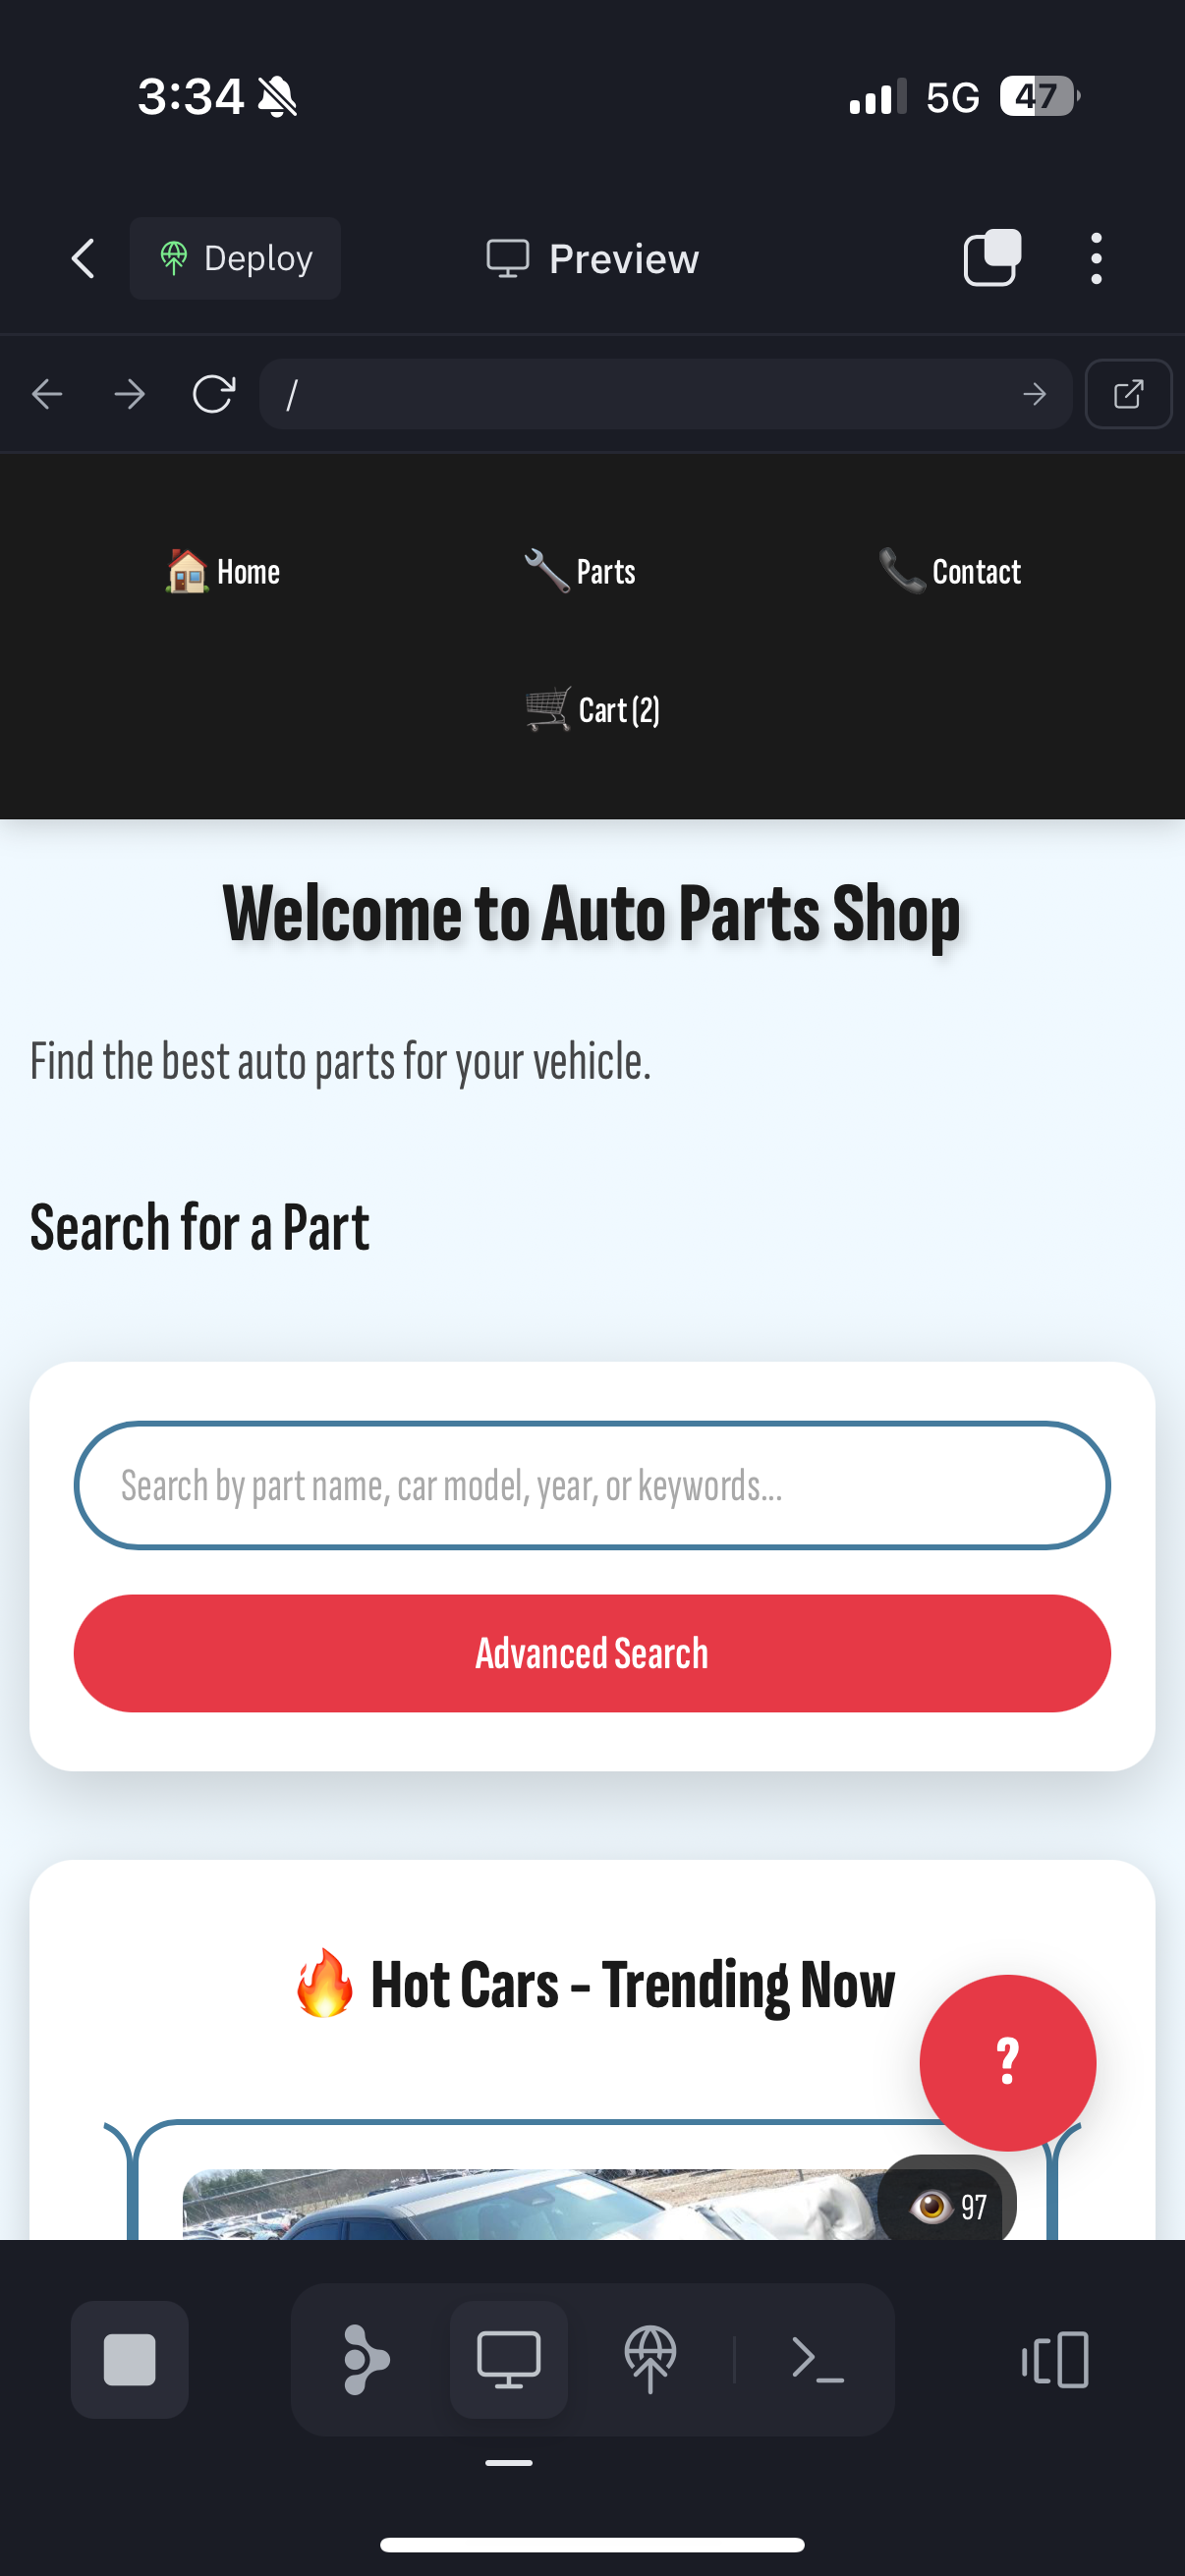 3:34 5G 47
Deploy Preview
/
🏠 Home 🔧 Parts 📞 Contact
🛒 Cart (2)
Welcome to Auto Parts Shop
Find the best auto parts for your vehicle.
Search for a Part
Search by part name, car model, year, or keywords...
Advanced Search
🔥 Hot Cars - Trending Now
?
👁️ 97